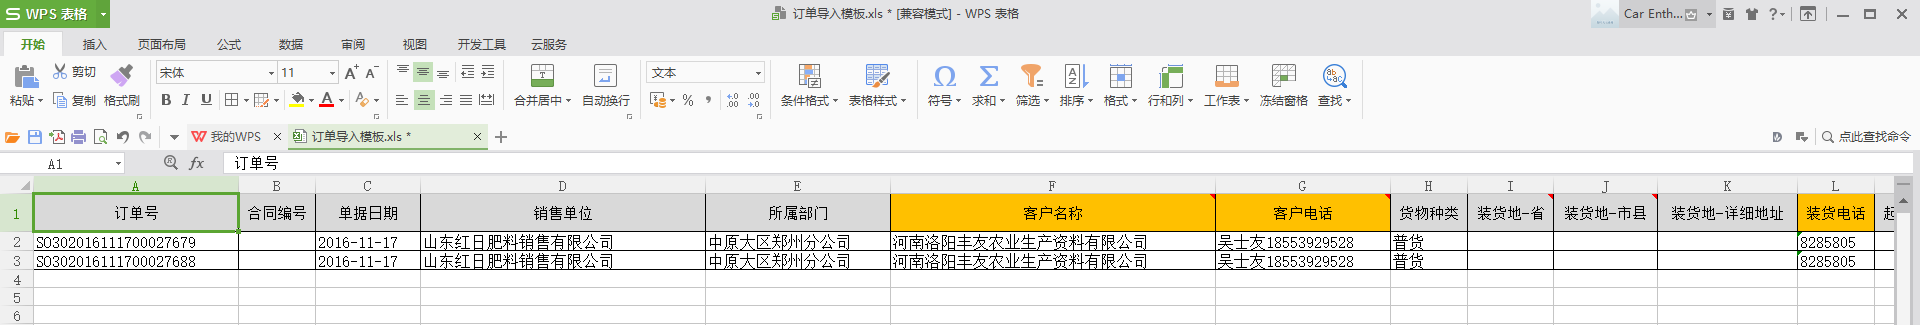 S WPS 表格
订单导入模板.xls * [兼容模式] - WPS 表格
Car Enth...
开始 插入 页面布局 公式 数据 审阅 视图 开发工具 云服务
粘贴 剪切 复制 格式刷
宋体 11 A+ A-
B I U A
合并居中 自动换行
文本
% , .00 .0 .00
条件格式 表格样式 符号 求和 筛选 排序 格式 行和列 工作表 冻结窗格 查找
我的WPS × 订单导入模板.xls * × + 点此查找命令
A1 fx 订单号
A B C D E F G H I J K L
1 订单号 合同编号 单据日期 销售单位 所属部门 客户名称 客户电话 货物种类 装货地-省 装货地-市县 装货地-详细地址 装货电话
2 SO302016111700027679 2016-11-17 山东红日肥料销售有限公司 中原大区郑州分公司 河南洛阳丰友农业生产资料有限公司 吴士友18553929528 普货 8285805
3 SO302016111700027688 2016-11-17 山东红日肥料销售有限公司 中原大区郑州分公司 河南洛阳丰友农业生产资料有限公司 吴士友18553929528 普货 8285805
4
5
6